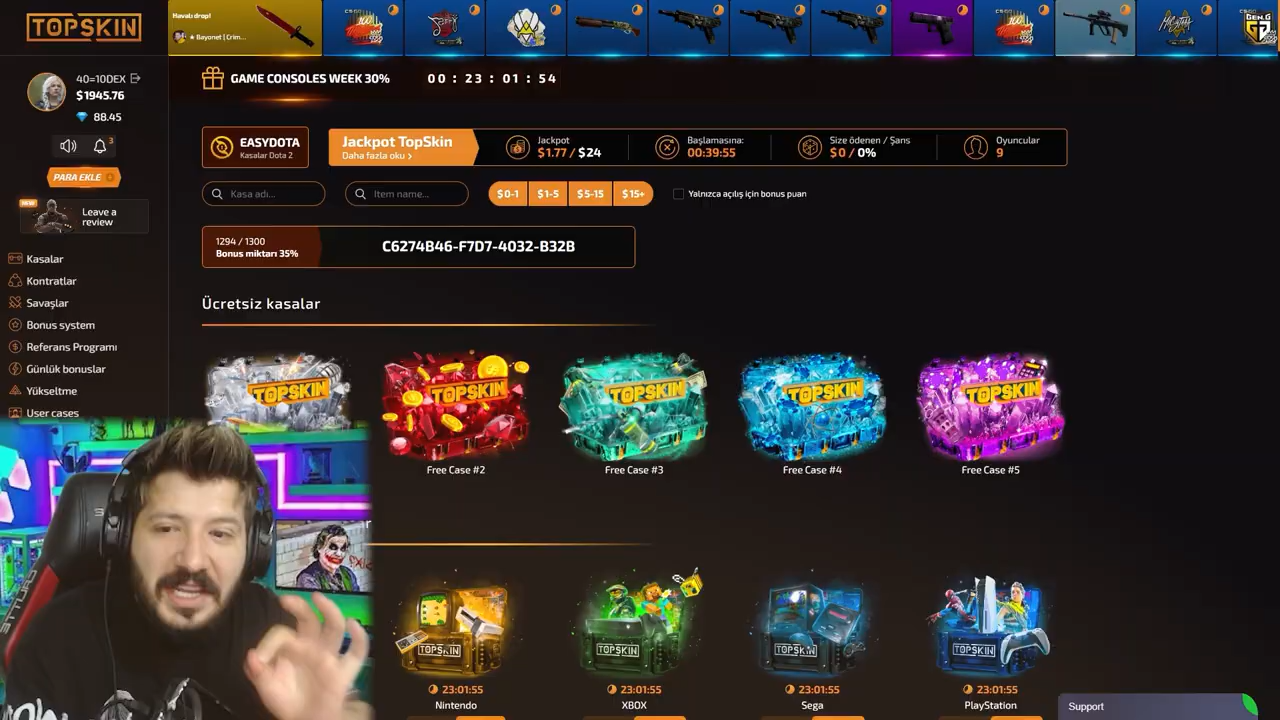 TOPSKIN
Havalı drop!
★ Bayonet | Crim...
GEN.G
40=10DEX
$1945.76
88.45
3
PARA EKLE
NEW
Leave a
review
Kasalar
Kontratlar
Savaşlar
Bonus system
Referans Programı
Günlük bonuslar
Yükseltme
User cases
GAME CONSOLES WEEK 30%
00 : 23 : 01 : 54
EASYDOTA
Kasalar Dota 2
Jackpot TopSkin
Daha fazla oku ›
Jackpot
$1.77 / $24
Başlamasına:
00:39:55
Size ödenen / Şans
$0 / 0%
Oyuncular
9
Kasa adı...
Item name...
$0-1
$1-5
$5-15
$15+
Yalnızca açılış için bonus puan
1294 / 1300
Bonus miktarı 35%
C6274B46-F7D7-4032-B32B
Ücretsiz kasalar
TOPSKIN
TOPSKIN
TOPSKIN
TOPSKIN
TOPSKIN
Free Case #2
Free Case #3
Free Case #4
Free Case #5
TOPSKIN
TOPSKIN
TOPSKIN
TOPSKIN
23:01:55
23:01:55
23:01:55
23:01:55
Nintendo
XBOX
Sega
PlayStation
Support